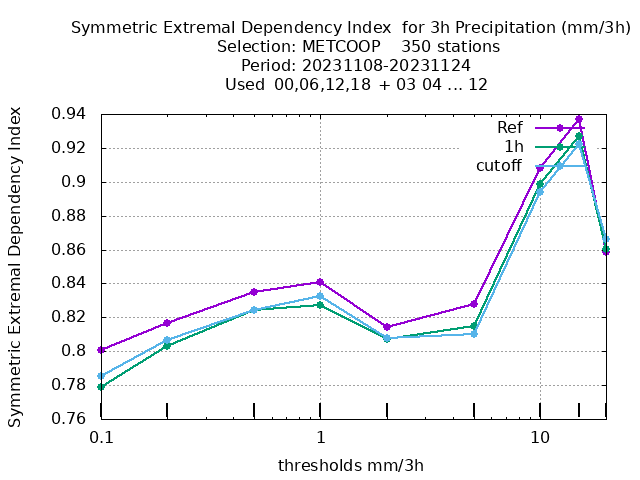 Symmetric Extremal Dependency Index  for 3h Precipitation (mm/3h)
Selection: METCOOP    350 stations
Period: 20231108-20231124
Used  00,06,12,18  + 03 04 ... 12
Symmetric Extremal Dependency Index
0.94
0.92
0.9
0.88
0.86
0.84
0.82
0.8
0.78
0.76
Ref
1h
cutoff
0.1
1
10
thresholds mm/3h